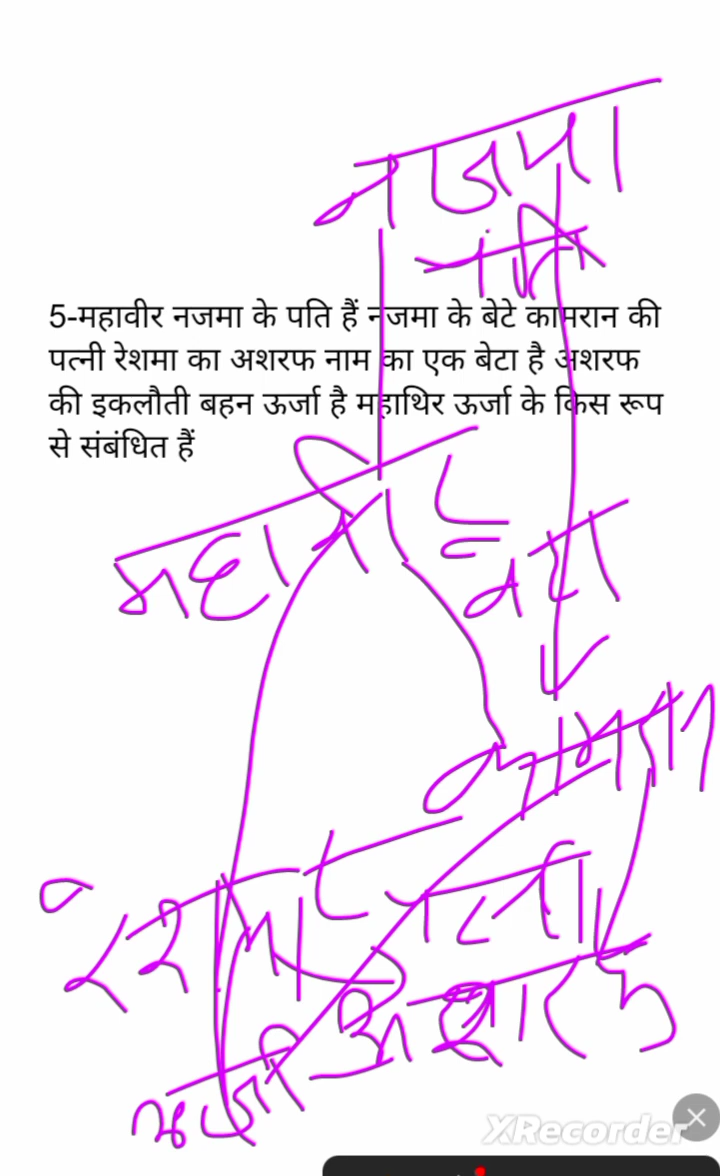 नजमा
पति
5-महावीर नजमा के पति हैं नजमा के बेटे कामरान की
पत्नी रेशमा का अशरफ नाम का एक बेटा है अशरफ
की इकलौती बहन ऊर्जा है महाथिर ऊर्जा के किस रूप
से संबंधित हैं
महावीर
बेटा
कामरान
रेशमा पत्नी
अशरफ
XRecorder